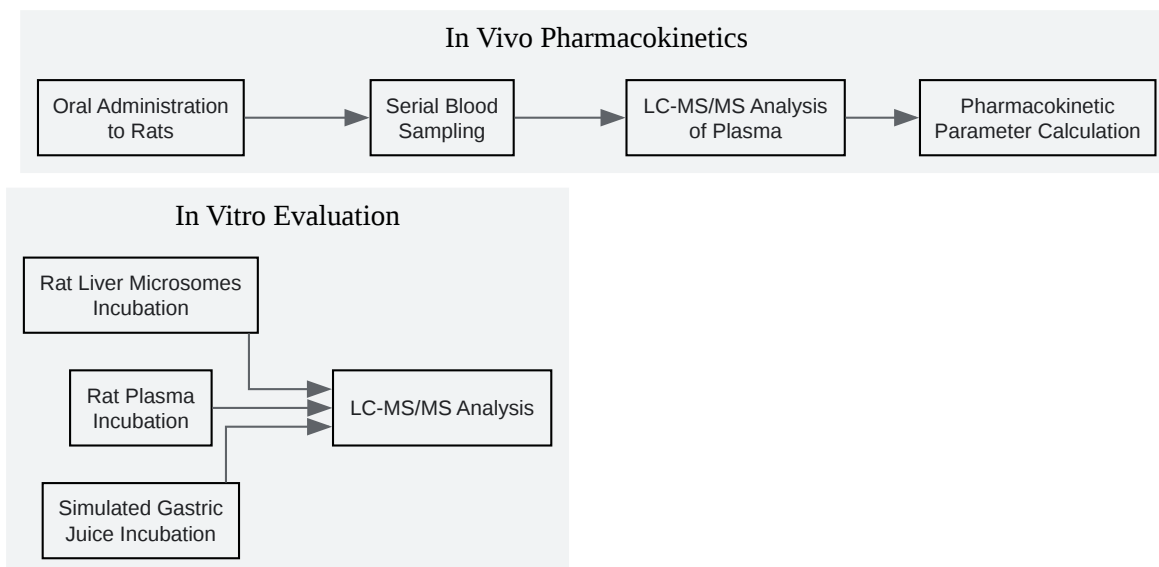 In Vivo Pharmacokinetics
Oral Administration
to Rats
Serial Blood
Sampling
LC-MS/MS Analysis
of Plasma
Pharmacokinetic
Parameter Calculation
In Vitro Evaluation
Rat Liver Microsomes
Incubation
Rat Plasma
Incubation
LC-MS/MS Analysis
Simulated Gastric
Juice Incubation